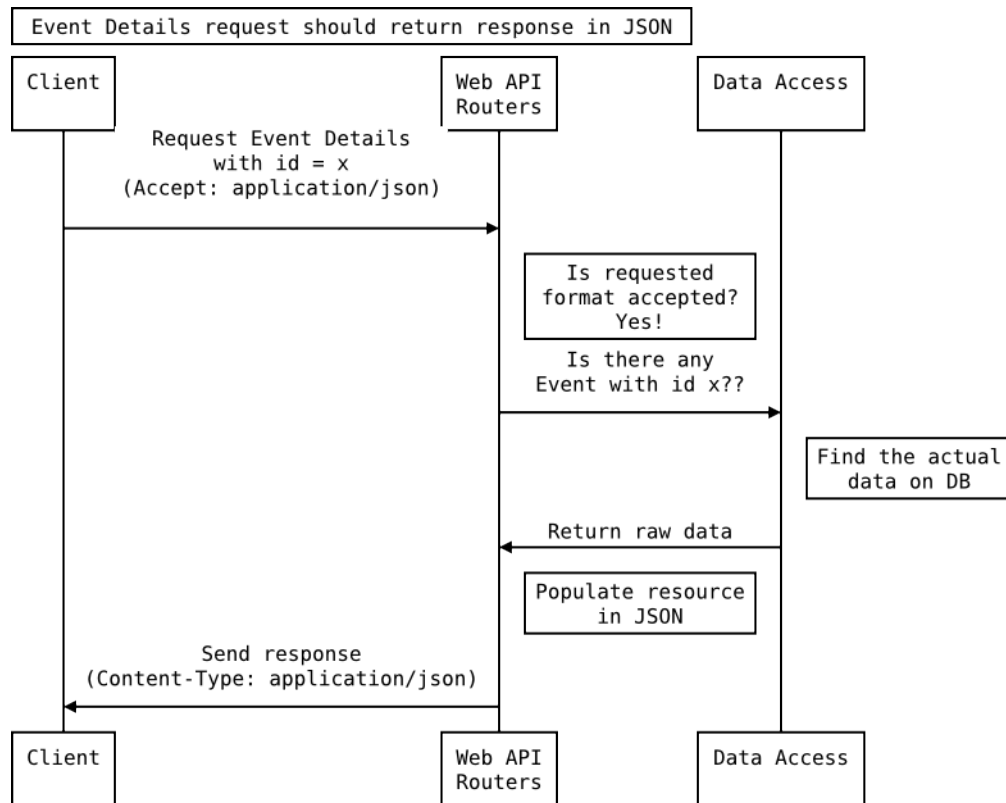 Event Details request should return response in JSON
Client
Web API
Routers
Data Access
Request Event Details
with id = x
(Accept: application/json)
Is requested
format accepted?
Yes!
Is there any
Event with id x??
Find the actual
data on DB
Return raw data
Populate resource
in JSON
Send response
(Content-Type: application/json)
Client
Web API
Routers
Data Access